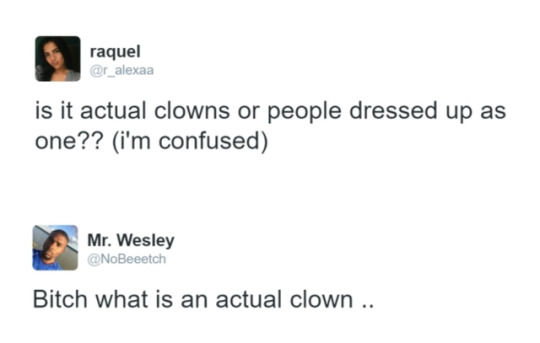 raquel
@r_alexaa
is it actual clowns or people dressed up as
one?? (i'm confused)
Mr. Wesley
@NoBeeetch
Bitch what is an actual clown ..